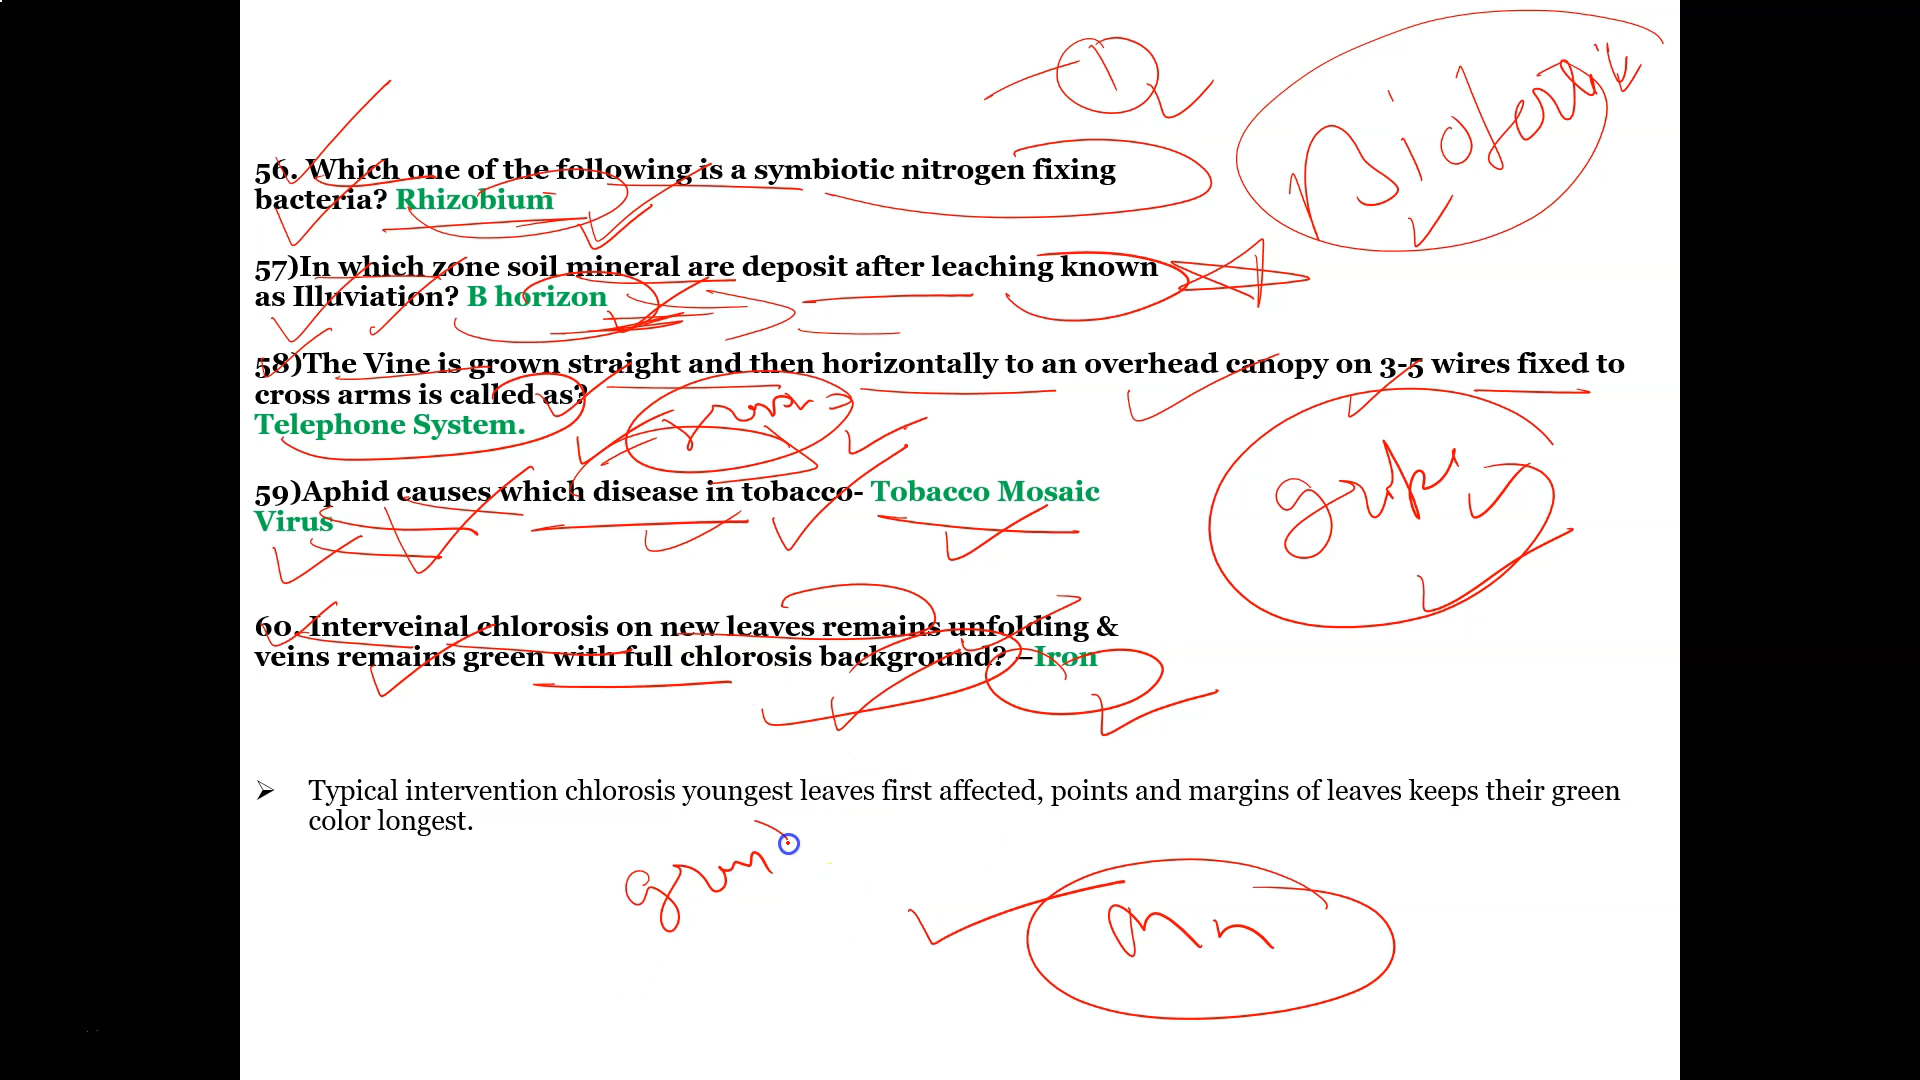 56. Which one of the following is a symbiotic nitrogen fixing
bacteria? Rhizobium
57)In which zone soil mineral are deposit after leaching known
as Illuviation? B horizon
58)The Vine is grown straight and then horizontally to an overhead canopy on 3-5 wires fixed to
cross arms is called as?
Telephone System.
59)Aphid causes which disease in tobacco- Tobacco Mosaic
Virus
60. Interveinal chlorosis on new leaves remains unfolding &
veins remains green with full chlorosis background? –Iron
➢ Typical intervention chlorosis youngest leaves first affected, points and margins of leaves keeps their green
color longest.
Mn